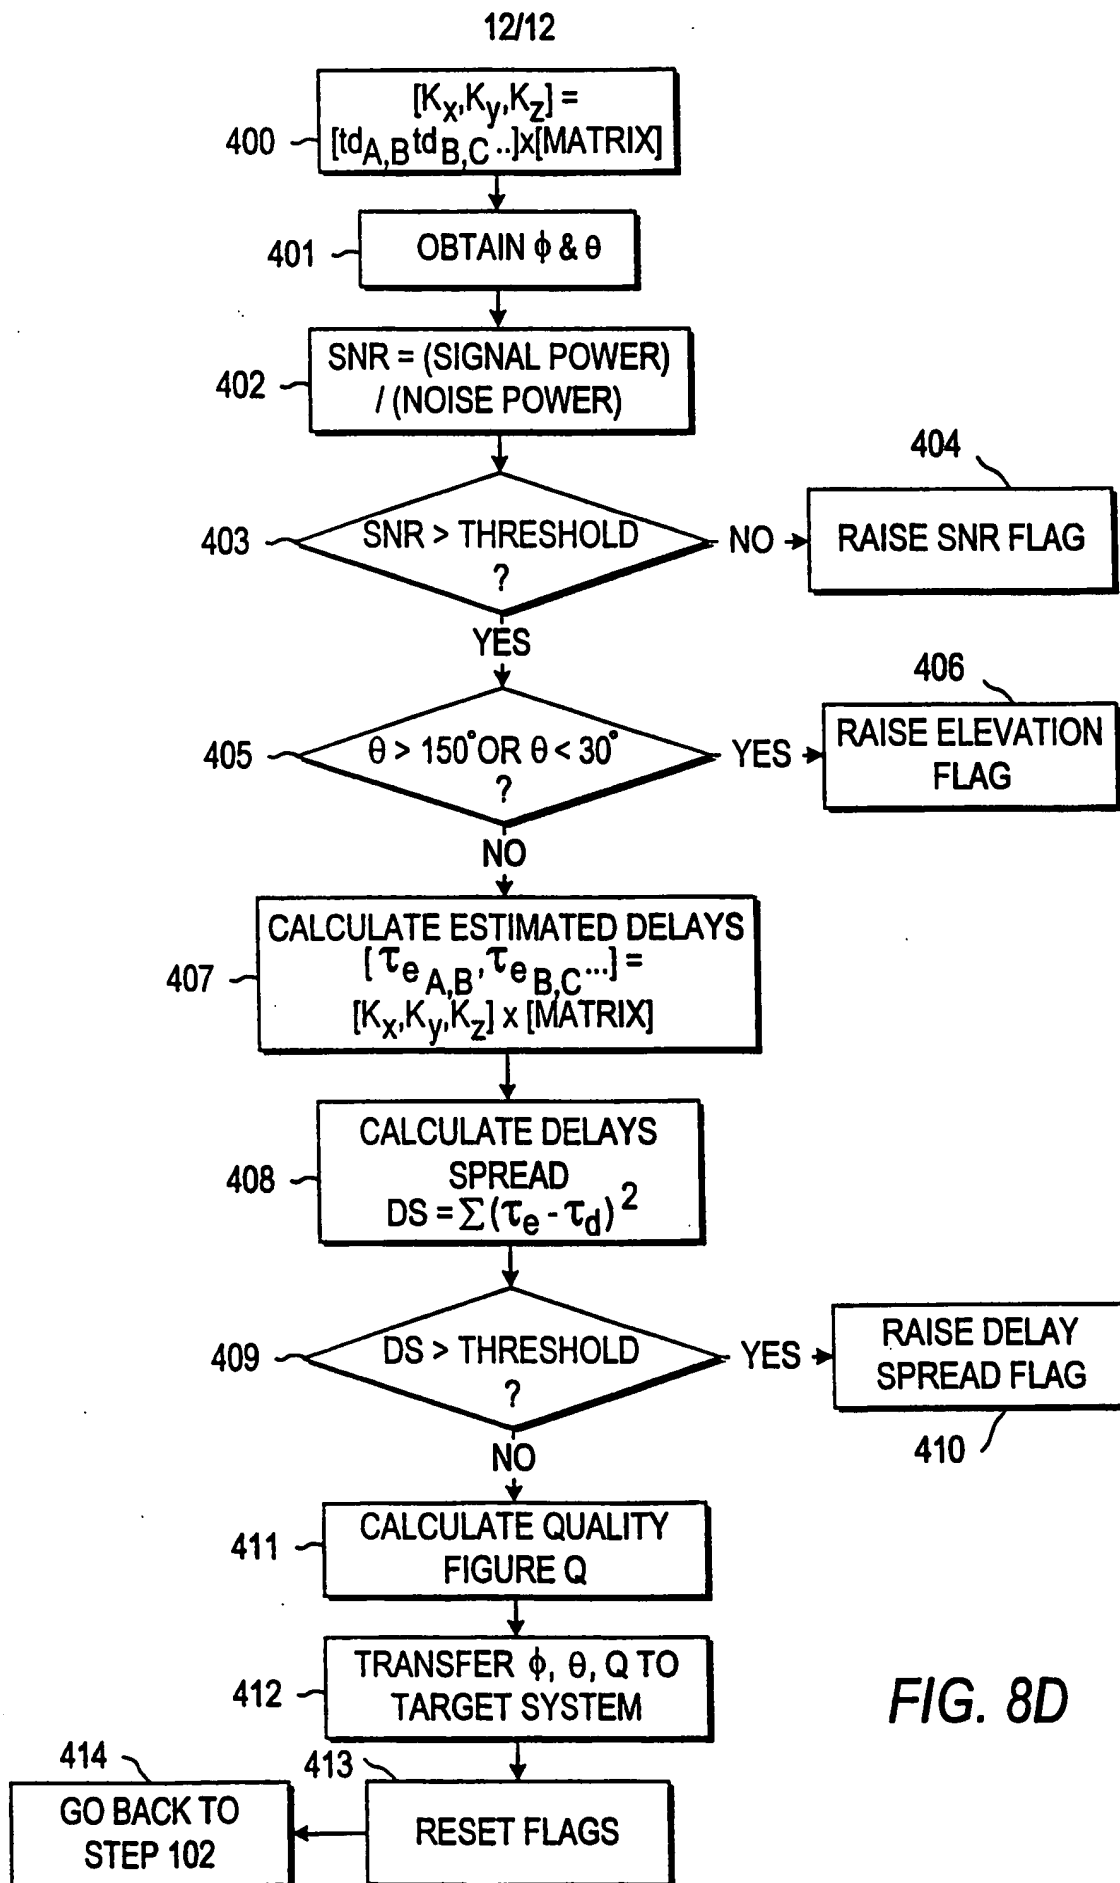 12/12
[Kx,Ky,Kz] =
[tdA,B tdB,C ..]x[MATRIX]
400
OBTAIN ϕ & θ
401
SNR = (SIGNAL POWER)
/ (NOISE POWER)
402
SNR > THRESHOLD
?
403
NO
404
RAISE SNR FLAG
YES
θ > 150° OR θ < 30°
?
405
YES
406
RAISE ELEVATION
FLAG
NO
CALCULATE ESTIMATED DELAYS
[τe A,B, τe B,C ...] =
[Kx,Ky,Kz] x [MATRIX]
407
CALCULATE DELAYS
SPREAD
DS = Σ(τe - τd)²
408
DS > THRESHOLD
?
409
YES
RAISE DELAY
SPREAD FLAG
410
NO
CALCULATE QUALITY
FIGURE Q
411
TRANSFER ϕ, θ, Q TO
TARGET SYSTEM
412
FIG. 8D
413
RESET FLAGS
414
GO BACK TO
STEP 102